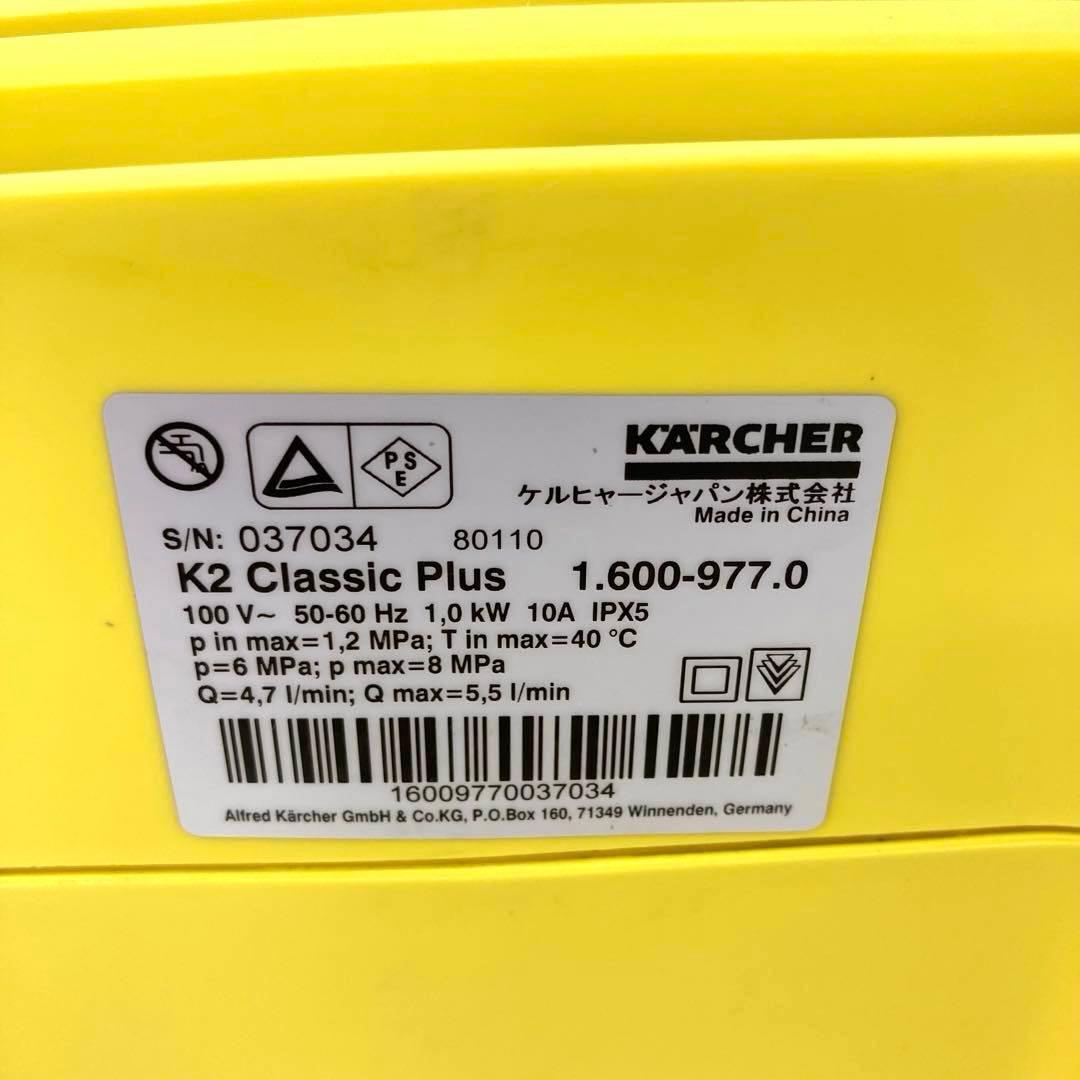 PSE
KÄRCHER
ケルヒャージャパン株式会社
Made in China
S/N: 037034 80110
K2 Classic Plus 1.600-977.0
100 V~ 50-60 Hz 1,0 kW 10A IPX5
p in max=1,2 MPa; T in max=40 °C
p=6 MPa; p max=8 MPa
Q=4,7 l/min; Q max=5,5 l/min
16009770037034
Alfred Kärcher GmbH & Co.KG, P.O.Box 160, 71349 Winnenden, Germany